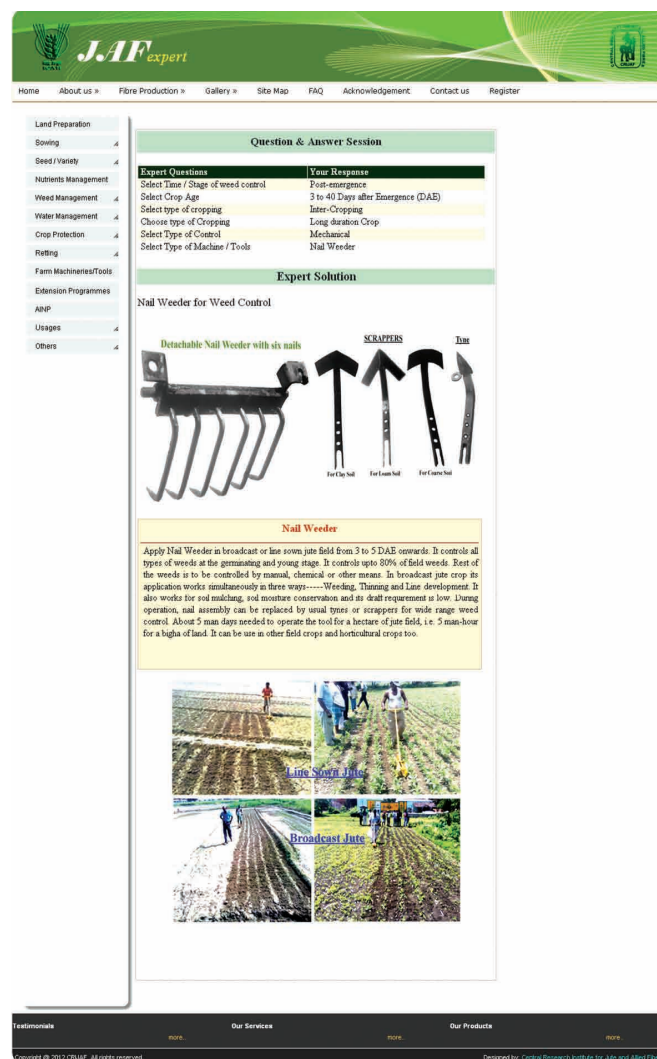 JAF expert
CRIJAF
Home About us » Fibre Production » Gallery » Site Map FAQ Acknowledgement Contact us Register
Land Preparation
Sowing
Seed / Variety
Nutrients Management
Weed Management
Water Management
Crop Protection
Retting
Farm Machineries/Tools
Extension Programmes
AINP
Usages
Others
Question & Answer Session
Expert Questions Your Response
Select Time / Stage of weed control Post-emergence
Select Crop Age 3 to 40 Days after Emergence (DAE)
Select type of cropping Inter-Cropping
Choose type of Cropping Long duration Crop
Select Type of Control Mechanical
Select Type of Machine / Tools Nail Weeder
Expert Solution
Nail Weeder for Weed Control
Detachable Nail Weeder with six nails
SCRAPPERS
Tyne
For Clay Soil For Loam Soil For Coarse Soil
Nail Weeder
Apply Nail Weeder in broadcast or line sown jute field from 3 to 5 DAE onwards. It controls all
types of weeds at the germinating and young stage. It controls upto 80% of field weeds. Rest of
the weeds is to be controlled by manual, chemical or other means. In broadcast jute crop its
application works simultaneously in three ways-----Weeding, Thinning and Line development. It
also works for soil mulching, soil moisture conservation and its draft requirement is low. During
operation, nail assembly can be replaced by usual tynes or scrappers for wide range weed
control. About 5 man days needed to operate the tool for a hectare of jute field, i.e. 5 man-hour
for a bigha of land. It can be use in other field crops and horticultural crops too.
Line Sown Jute
Broadcast Jute
Testimonials Our Services Our Products
more.. more.. more..
Copyright @ 2012 CRIJAF. All rights reserved Designed by: Central Research Institute for Jute and Allied Fibe